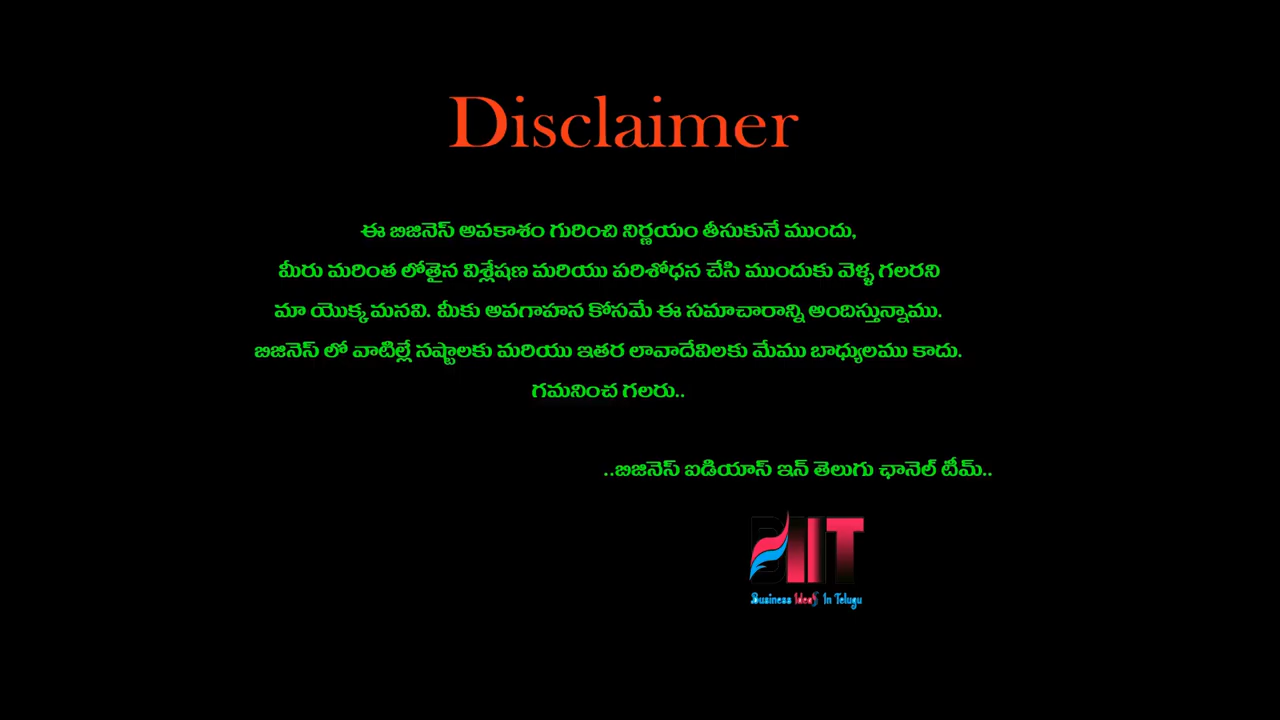 Disclaimer
ఈ బిజినెస్ అవకాశం గురించి నిర్ణయం తీసుకునే ముందు,
మీరు మరింత లోతైన విశ్లేషణ మరియు పరిశోధన చేసి ముందుకు వెళ్ళ గలరని
మా యొక్క మనవి. మీకు అవగాహన కోసమే ఈ సమాచారాన్ని అందిస్తున్నాము.
బిజినెస్ లో వాటిల్లే నష్టాలకు మరియు ఇతర లావాదేవిలకు మేము బాధ్యులము కాదు.
గమనించ గలరు..
..బిజినెస్ ఐడియాస్ ఇన్ తెలుగు ఛానెల్ టీమ్..
BIIT
Business IdeaS In Telugu